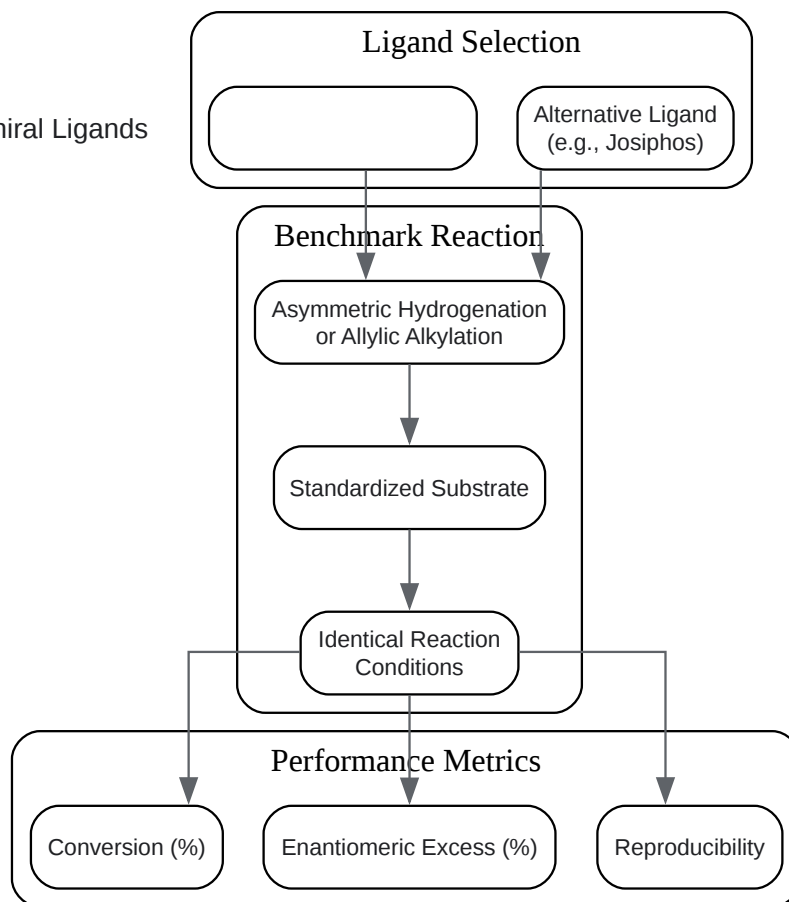 Ligand Selection
Alternative Ligand
(e.g., Josiphos)
Ligands
Benchmark Reaction
Asymmetric Hydrogenation
or Allylic Alkylation
Standardized Substrate
Identical Reaction
Conditions
Performance Metrics
Conversion (%)
Enantiomeric Excess (%)
Reproducibility